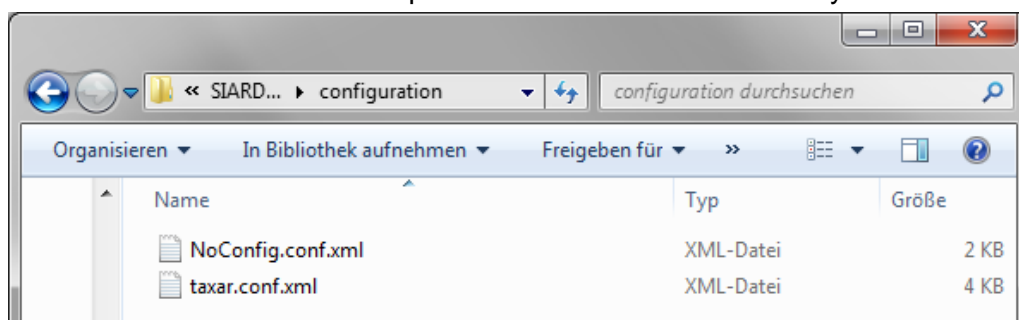 « SIARD... ▸ configuration configuration durchsuchen
Organisieren In Bibliothek aufnehmen Freigeben für »
Name Typ Größe
NoConfig.conf.xml XML-Datei 2 KB
taxar.conf.xml XML-Datei 4 KB